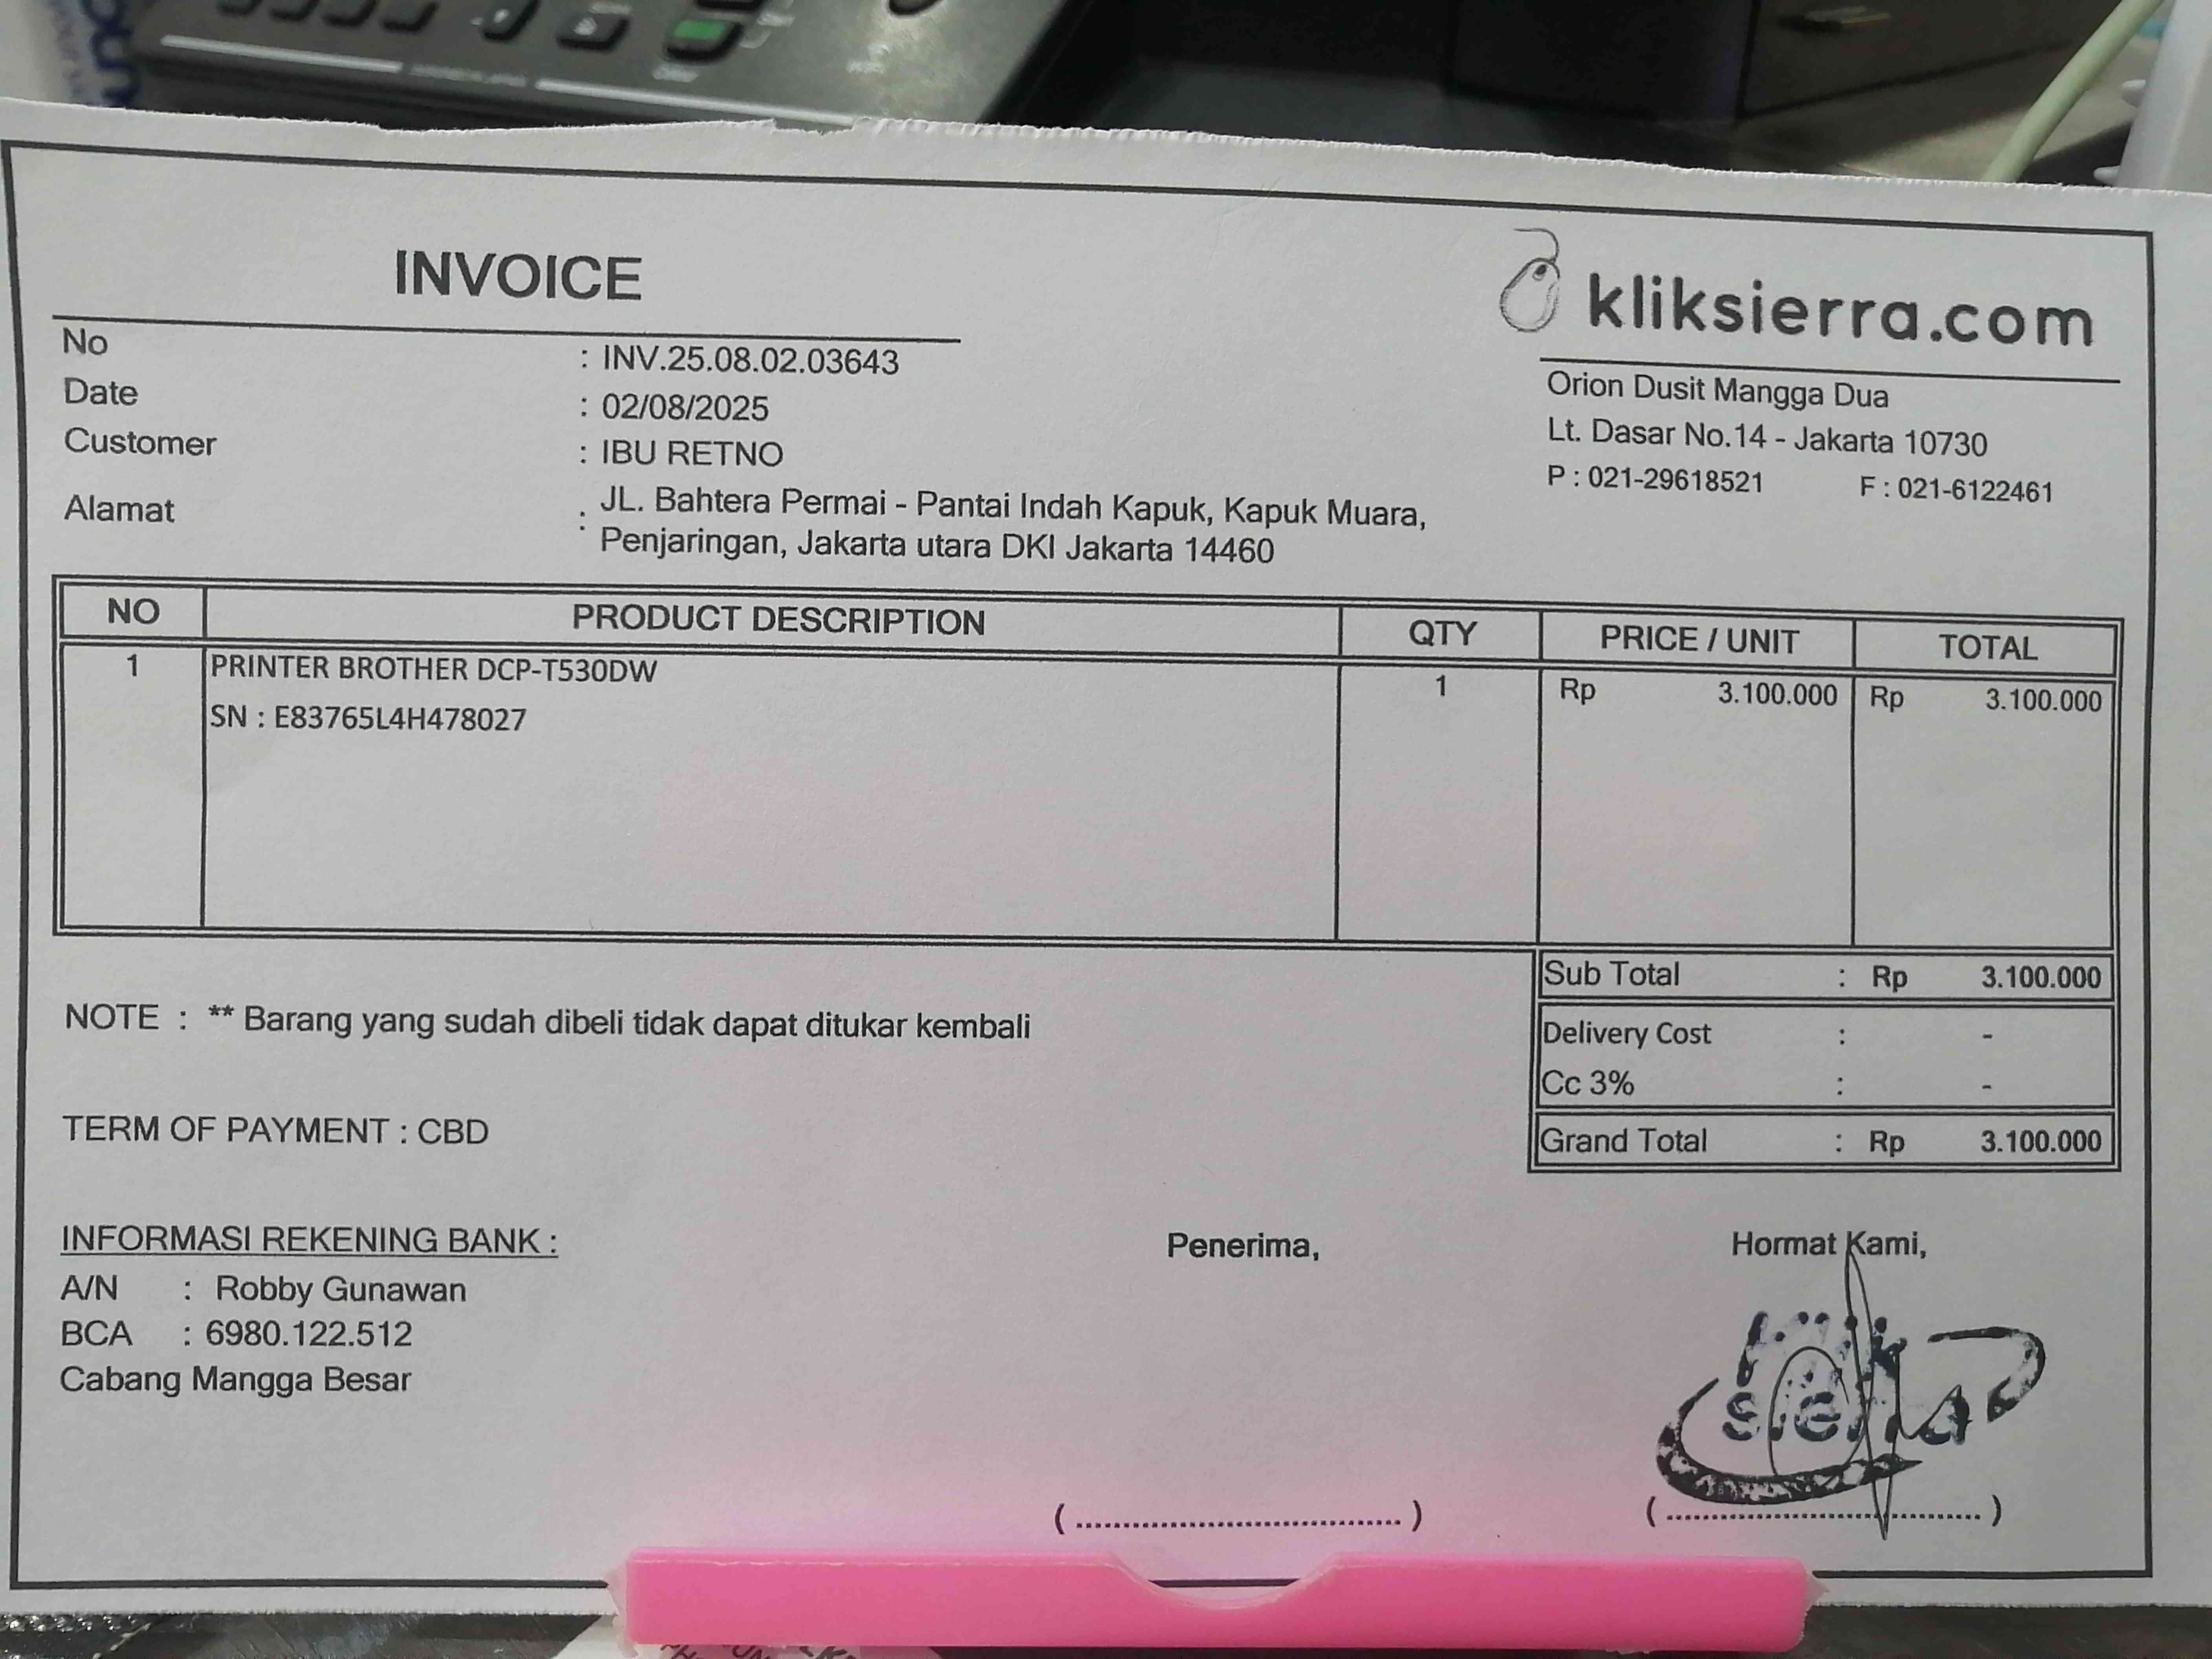 INVOICE
kliksierra.com
No : INV.25.08.02.03643
Date : 02/08/2025
Customer : IBU RETNO
Alamat : JL. Bahtera Permai - Pantai Indah Kapuk, Kapuk Muara,
Penjaringan, Jakarta utara DKI Jakarta 14460
Orion Dusit Mangga Dua
Lt. Dasar No.14 - Jakarta 10730
P : 021-29618521 F : 021-6122461
NO PRODUCT DESCRIPTION QTY PRICE / UNIT TOTAL
1 PRINTER BROTHER DCP-T530DW 1 Rp 3.100.000 Rp 3.100.000
SN : E83765L4H478027
Sub Total : Rp 3.100.000
Delivery Cost : -
Cc 3% : -
Grand Total : Rp 3.100.000
NOTE : ** Barang yang sudah dibeli tidak dapat ditukar kembali
TERM OF PAYMENT : CBD
INFORMASI REKENING BANK :
A/N : Robby Gunawan
BCA : 6980.122.512
Cabang Mangga Besar
Penerima,
Hormat Kami,
klik
sierra
( .................................................. )
( .................................................. )